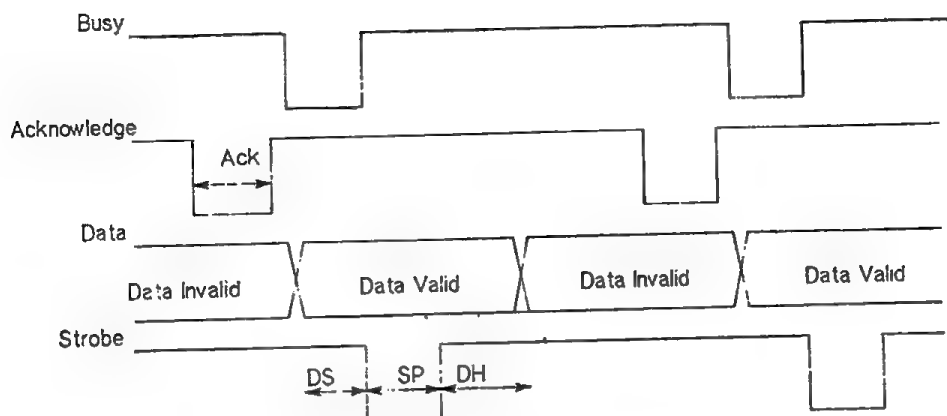 Busy
Acknowledge
Ack
Data
Data Invalid Data Valid Data Invalid Data Valid
Strobe
DS SP DH